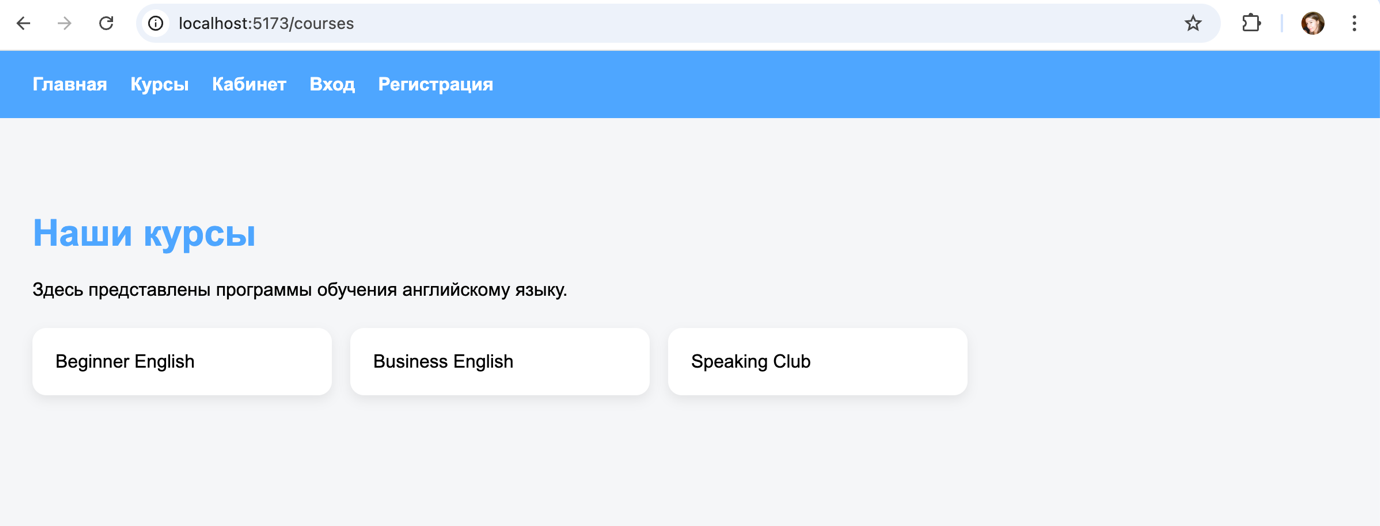 localhost:5173/courses
Главная Курсы Кабинет Вход Регистрация
Наши курсы
Здесь представлены программы обучения английскому языку.
Beginner English Business English Speaking Club